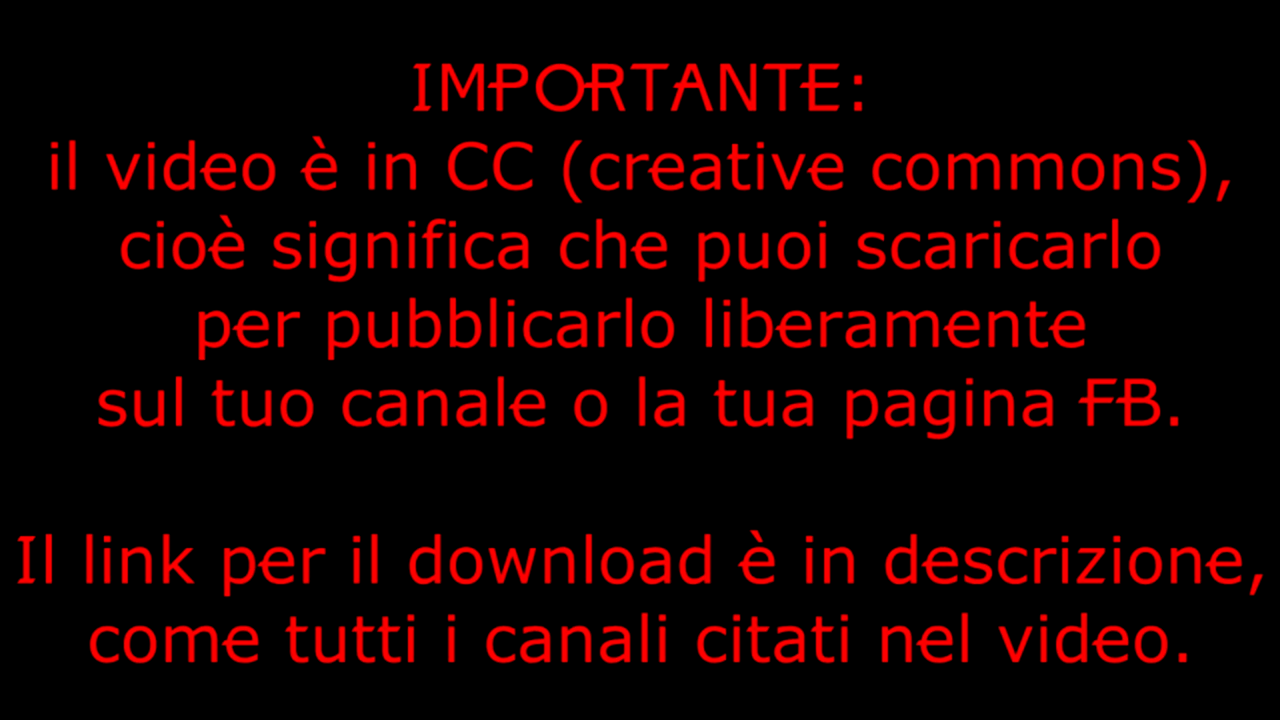 IMPORTANTE:
il video è in CC (creative commons),
cioè significa che puoi scaricarlo
per pubblicarlo liberamente
sul tuo canale o la tua pagina FB.
Il link per il download è in descrizione,
come tutti i canali citati nel video.